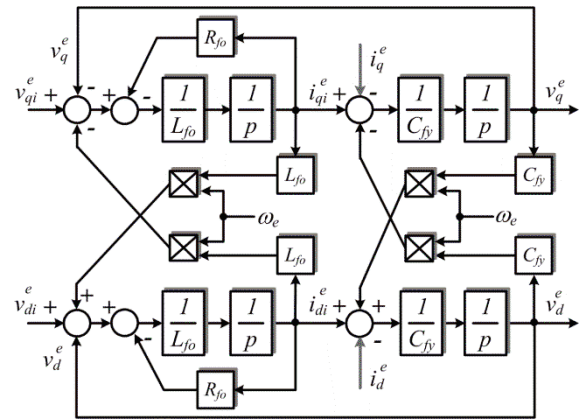 v_q^e
R_fo
i_q^e
v_qi^e + - - + - 1/L_fo 1/p i_qi^e + - - 1/C_fy 1/p v_q^e
L_fo
C_fy
ω_e
ω_e
L_fo
C_fy
v_di^e + + - + - 1/L_fo 1/p i_di^e + + - 1/C_fy 1/p v_d^e
v_d^e
R_fo
i_d^e